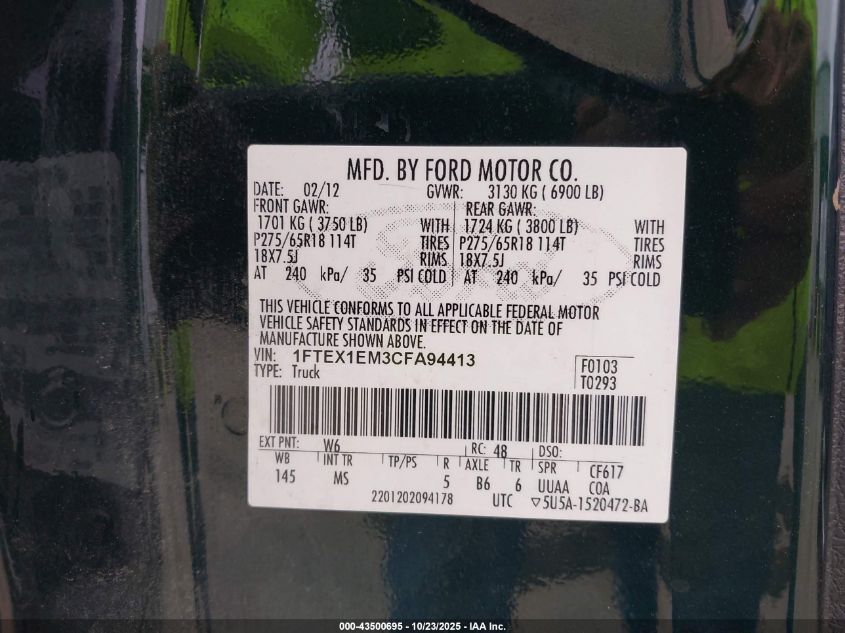 MFD. BY FORD MOTOR CO.
DATE: 02/12 GVWR: 3130 KG ( 6900 LB)
FRONT GAWR: REAR GAWR:
1701 KG ( 3750 LB) WITH 1724 KG ( 3800 LB) WITH
P275/65R18 114T TIRES P275/65R18 114T TIRES
18X7.5J RIMS 18X7.5J RIMS
AT 240 kPa/ 35 PSI COLD AT 240 kPa/ 35 PSI COLD
THIS VEHICLE CONFORMS TO ALL APPLICABLE FEDERAL MOTOR
VEHICLE SAFETY STANDARDS IN EFFECT ON THE DATE OF
MANUFACTURE SHOWN ABOVE.
VIN: 1FTEX1EM3CFA94413
TYPE: Truck
F0103
T0293
EXT PNT: W6 RC: 48 DSO:
WB INT TR TP/PS R AXLE TR SPR CF617
145 MS 5 B6 6 UUAA COA
2201202094178 UTC ▽5U5A-1520472-BA
000-43500695 • 10/23/2025 • IAA Inc.